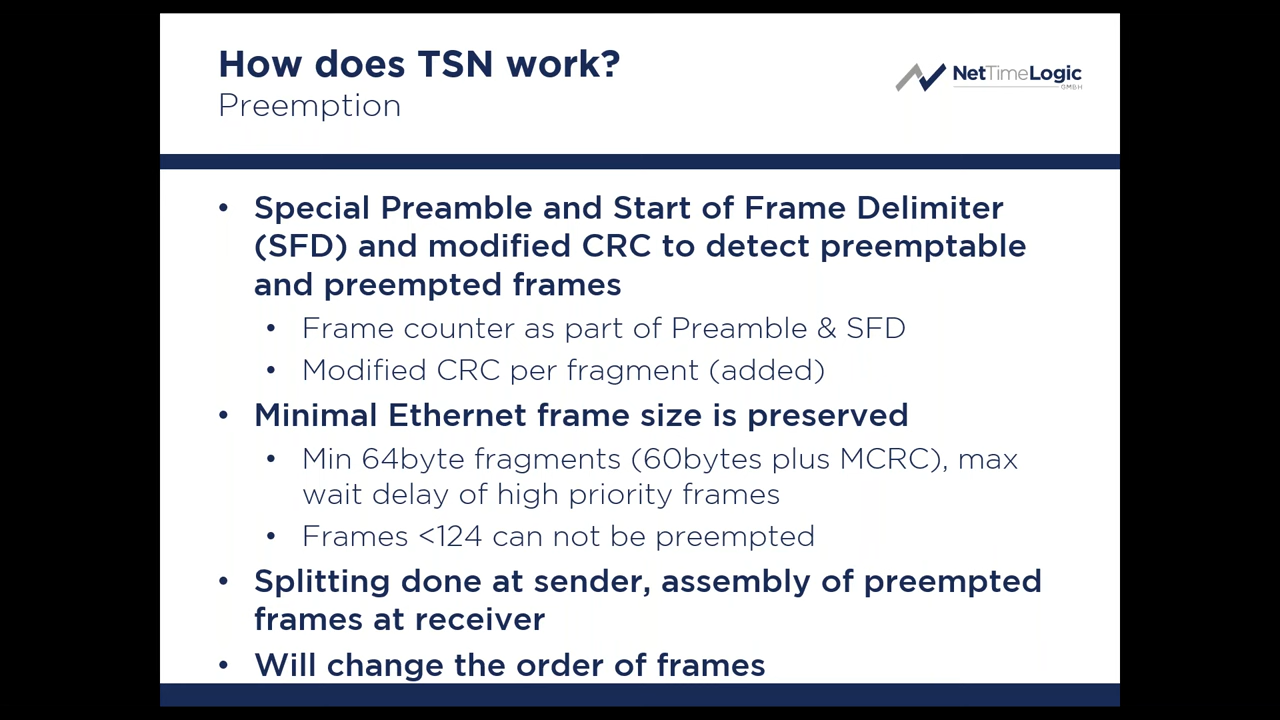 How does TSN work?
Preemption
NetTimeLogic
GMBH
• Special Preamble and Start of Frame Delimiter
(SFD) and modified CRC to detect preemptable
and preempted frames
• Frame counter as part of Preamble & SFD
• Modified CRC per fragment (added)
• Minimal Ethernet frame size is preserved
• Min 64byte fragments (60bytes plus MCRC), max
wait delay of high priority frames
• Frames <124 can not be preempted
• Splitting done at sender, assembly of preempted
frames at receiver
• Will change the order of frames